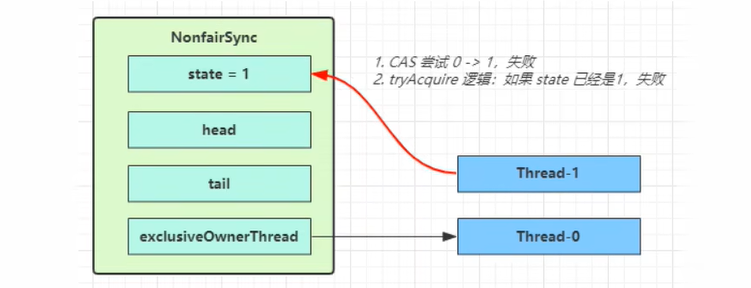 NonfairSync
state = 1
head
tail
exclusiveOwnerThread
1. CAS 尝试 0 -> 1，失败
2. tryAcquire 逻辑：如果 state 已经是1，失败
Thread-1
Thread-0